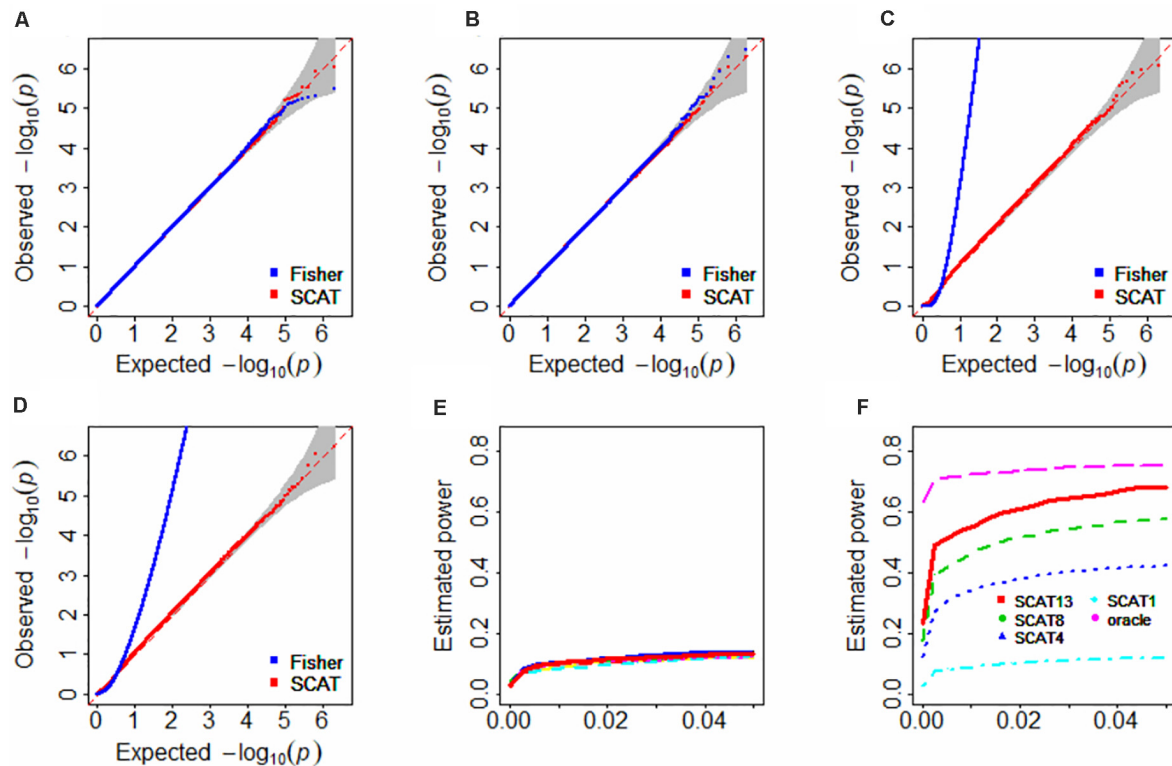 A
Observed −log₁₀(p)
6
5
4
3
2
1
0
Fisher
SCAT
0 1 2 3 4 5 6
Expected −log₁₀(p)
B
Observed −log₁₀(p)
6
5
4
3
2
1
0
Fisher
SCAT
0 1 2 3 4 5 6
Expected −log₁₀(p)
C
Observed −log₁₀(p)
6
5
4
3
2
1
0
Fisher
SCAT
0 1 2 3 4 5 6
Expected −log₁₀(p)
D
Observed −log₁₀(p)
6
5
4
3
2
1
0
Fisher
SCAT
0 1 2 3 4 5 6
Expected −log₁₀(p)
E
Estimated power
0.8
0.6
0.4
0.2
0.0
0.00 0.02 0.04
F
Estimated power
0.8
0.6
0.4
0.2
0.0
SCAT13 SCAT1
SCAT8 oracle
SCAT4
0.00 0.02 0.04